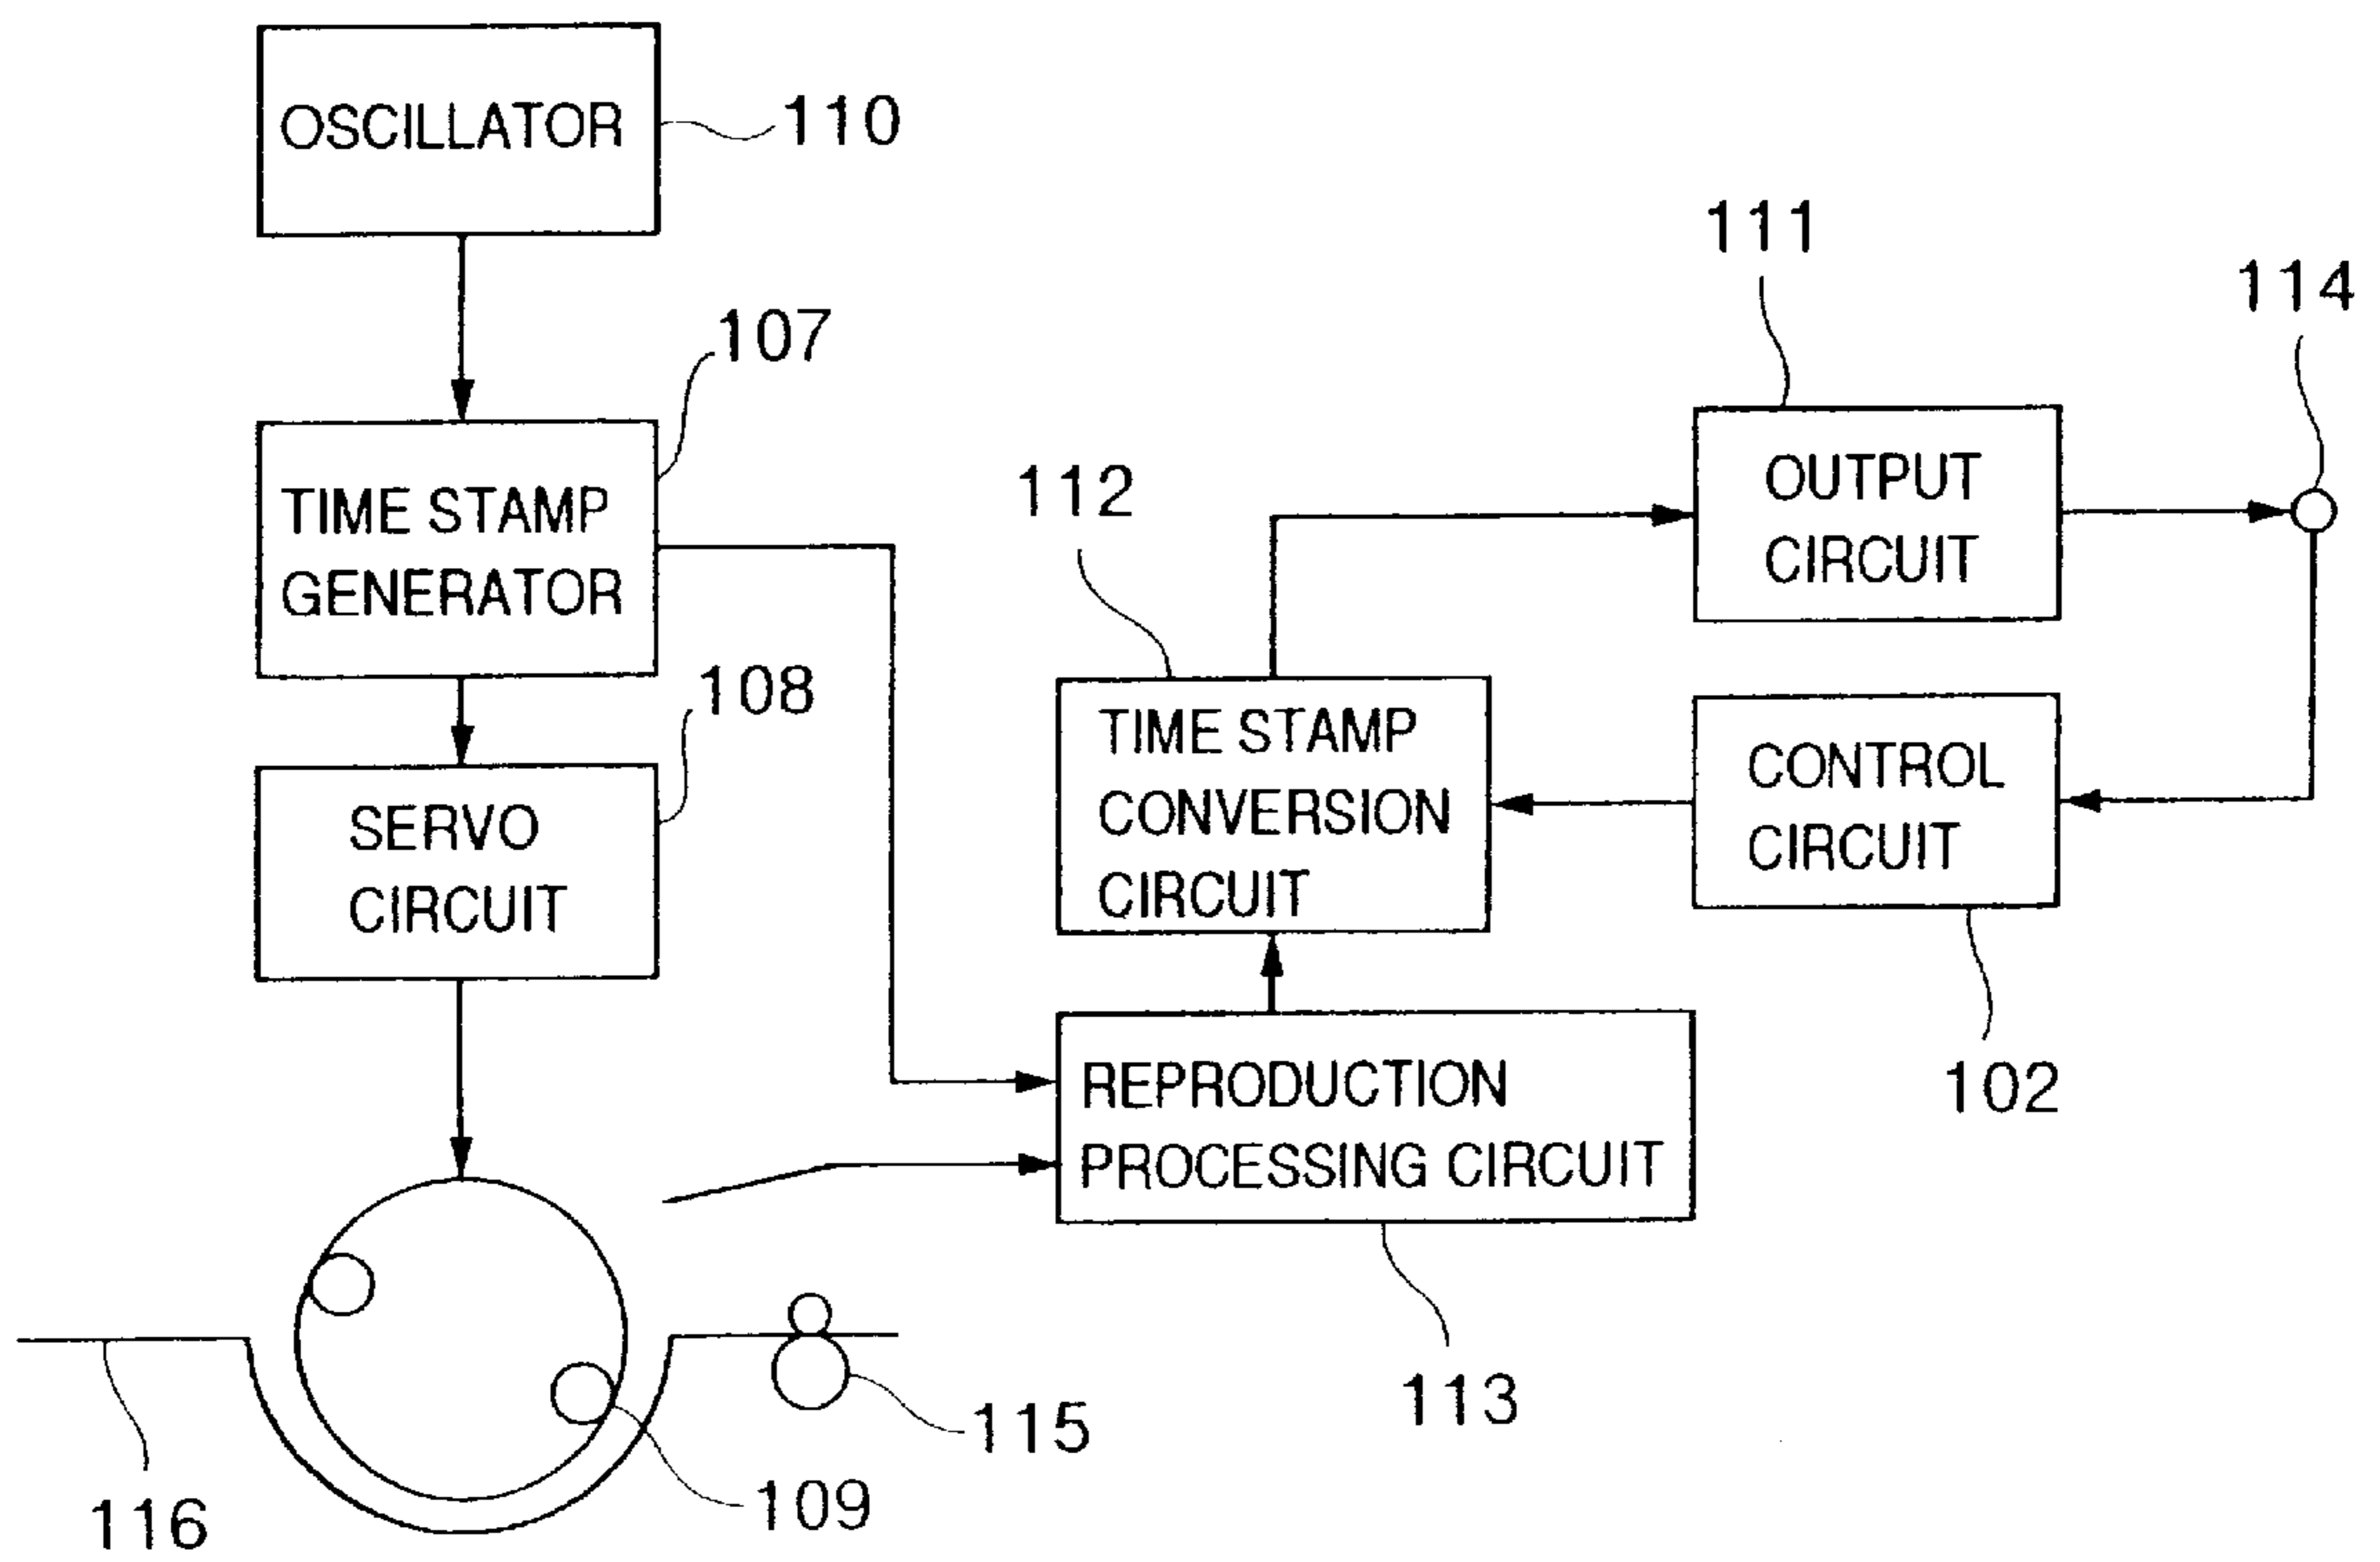 OSCILLATOR
110
107
TIME STAMP
GENERATOR
108
SERVO
CIRCUIT
111
114
112
OUTPUT
CIRCUIT
TIME STAMP
CONVERSION
CIRCUIT
CONTROL
CIRCUIT
102
REPRODUCTION
PROCESSING CIRCUIT
113
115
109
116